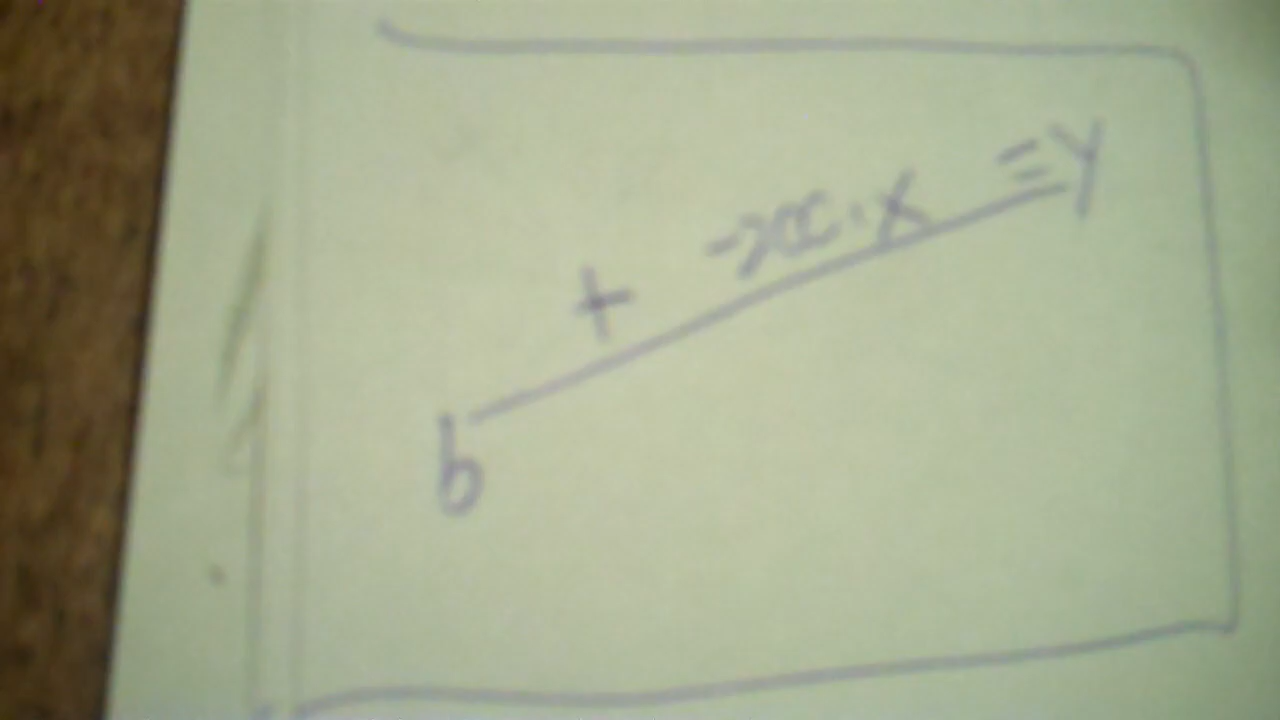 b + -x · x = y